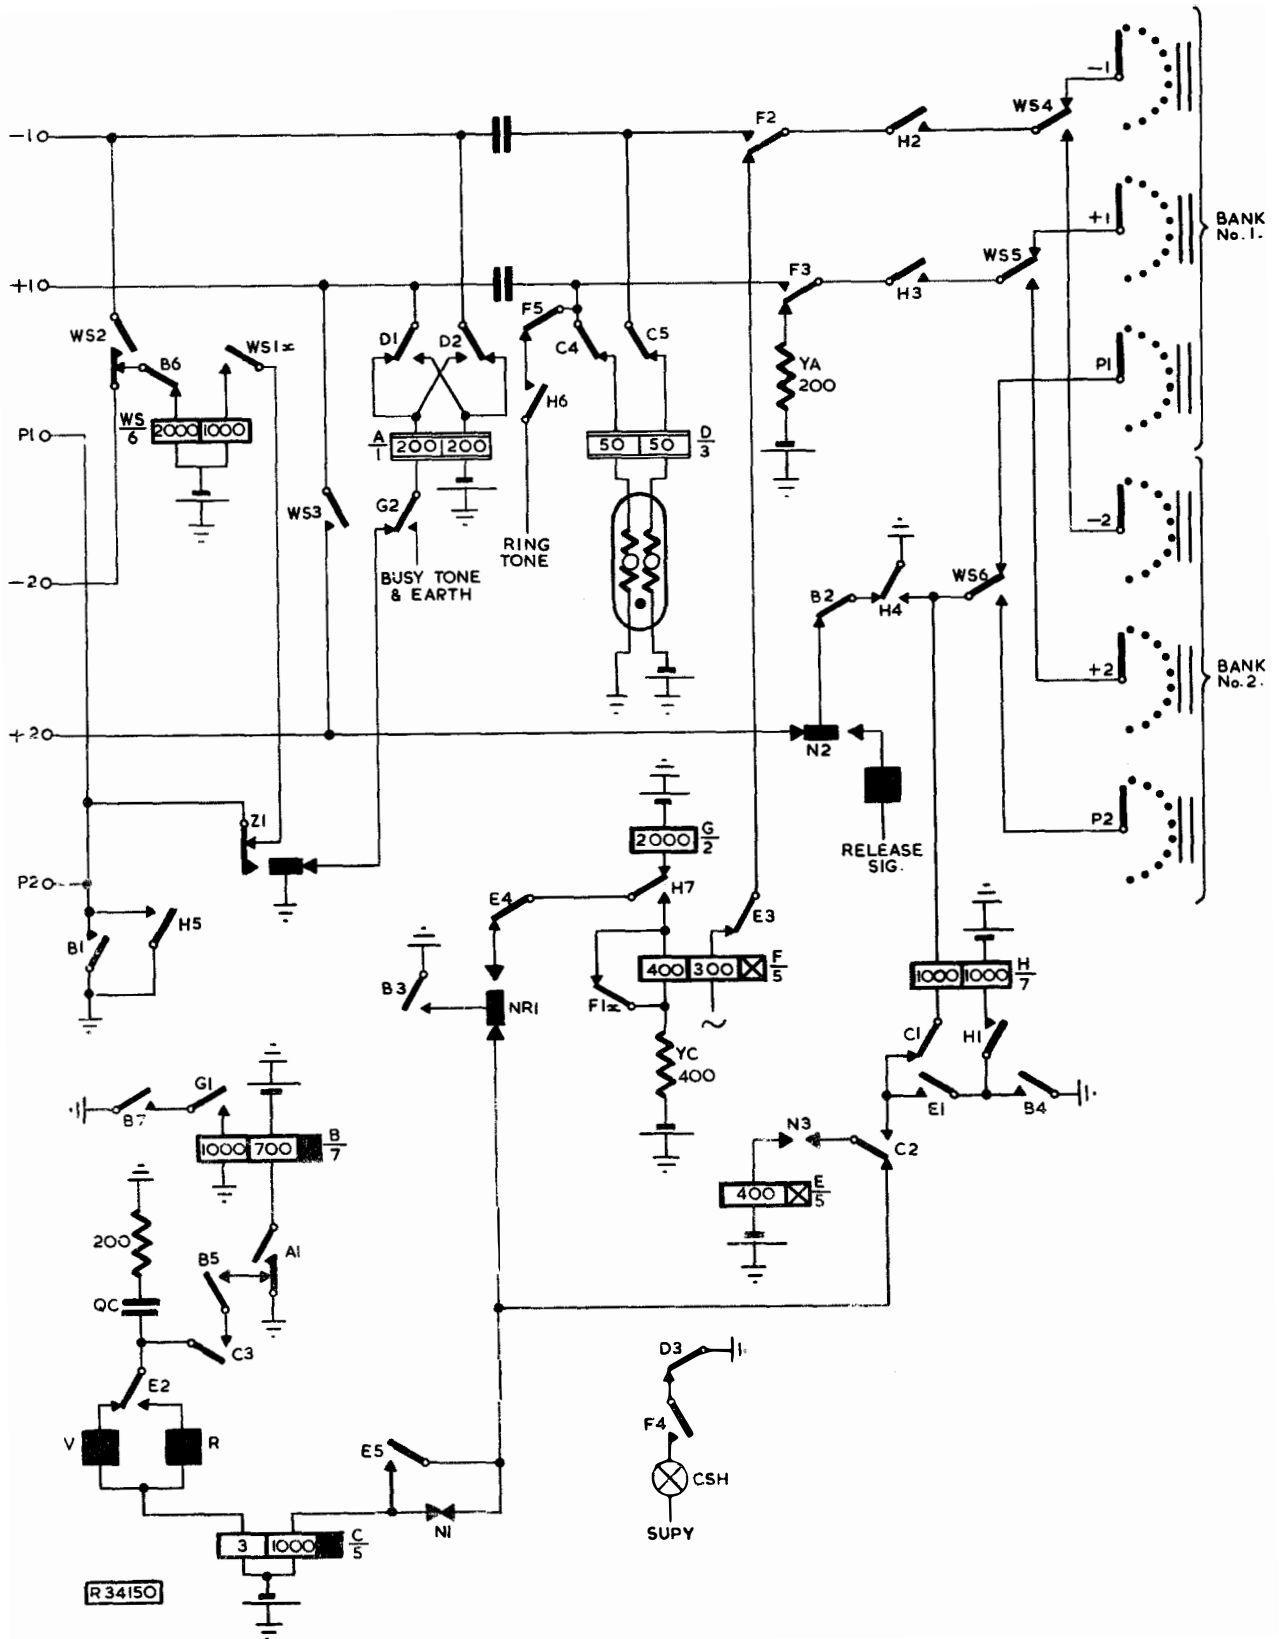 -1
F2
WS4
-1
H2
+1
BANK
No. 1.
WS5
+1
F3
H3
WS2
B6
WS1x
D1
D2
F5
C4
C5
YA
200
P1
P1
WS
6
2000
1000
A
1
200
200
H6
50
50
D
3
WS3
G2
RING
TONE
-2
BUSY TONE
& EARTH
-2
B2
H4
WS6
+2
BANK
No. 2.
+2
N2
Z1
2000
G
2
RELEASE
SIG.
P2
P2
H7
E4
E3
B1
H5
B3
NR1
400
300
F
5
F1x
1000
1000
H
7
YC
400
C1
H1
G1
B7
E1
B4
1000
700
B
7
N3
C2
400
E
5
200
B5
A1
QC
C3
E2
D3
F4
V
R
E5
CSH
N1
SUPY
3
1000
C
5
R34150